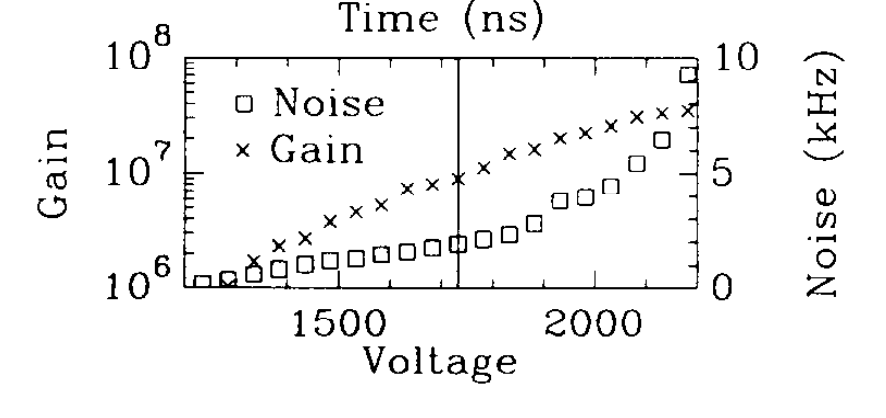 Time (ns)
10^8
10
Noise
Gain
10^7
5
10^6
0
Gain
Noise (kHz)
1500
2000
Voltage